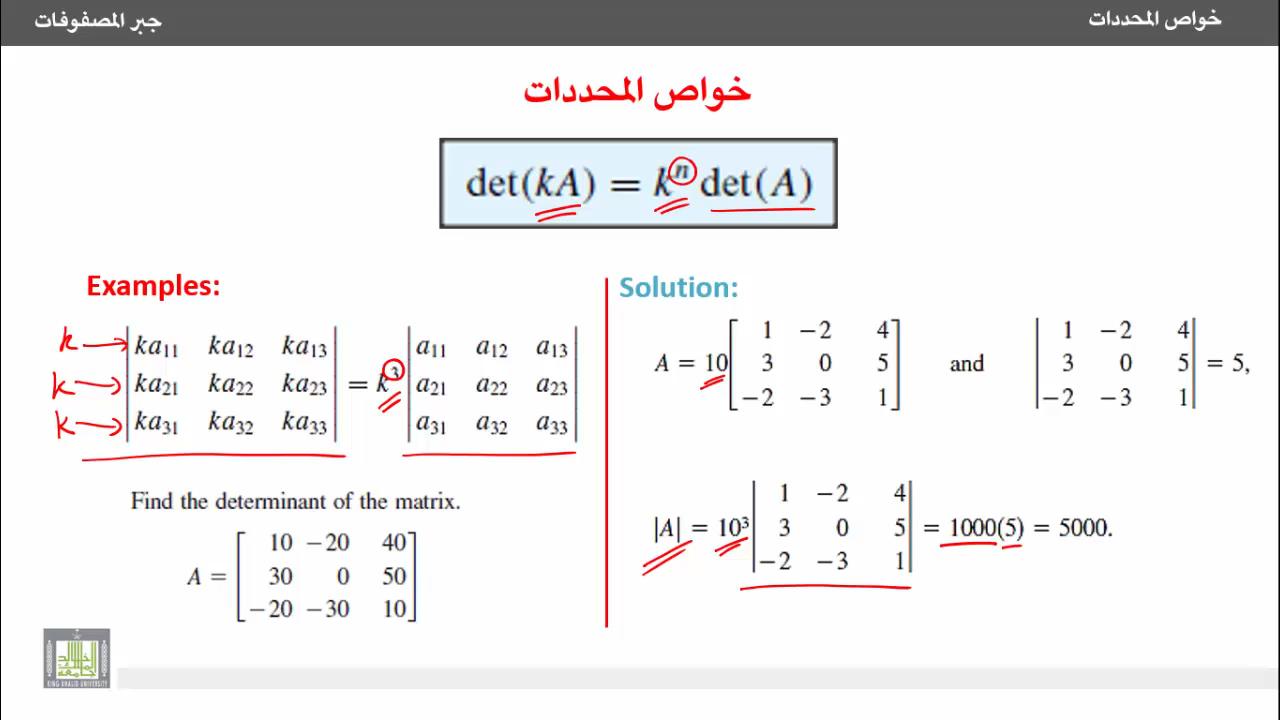 جبر المصفوفات
خواص المحددات
خواص المحددات
det(kA) = kⁿ det(A)
Examples:
k → | ka₁₁ ka₁₂ ka₁₃ |
k → | ka₂₁ ka₂₂ ka₂₃ | = k³
k → | ka₃₁ ka₃₂ ka₃₃ |
| a₁₁ a₁₂ a₁₃ |
| a₂₁ a₂₂ a₂₃ |
| a₃₁ a₃₂ a₃₃ |
Find the determinant of the matrix.
[ 10 −20 40 ]
A = [ 30 0 50 ]
[ −20 −30 10 ]
Solution:
[ 1 −2 4 ] | 1 −2 4 |
A = 10 [ 3 0 5 ] and | 3 0 5 | = 5,
[ −2 −3 1 ] | −2 −3 1 |
| 1 −2 4 |
|A| = 10³ | 3 0 5 | = 1000(5) = 5000.
| −2 −3 1 |
KING KHALID UNIVERSITY